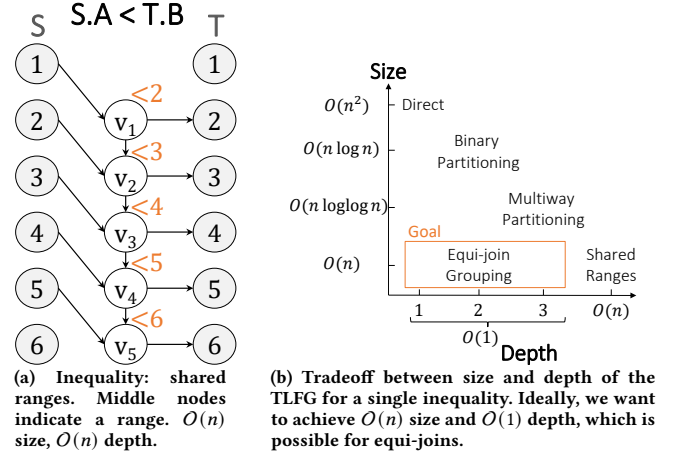 S.A < T.B
S
T
1
1
<2
2
v1
2
<3
3
v2
3
<4
4
v3
4
<5
5
v4
5
<6
6
v5
6
(a) Inequality: shared
ranges. Middle nodes
indicate a range. O(n)
size, O(n) depth.
Size
O(n²)
Direct
O(n log n)
Binary
Partitioning
O(n loglog n)
Multiway
Partitioning
Goal
O(n)
Equi-join
Grouping
Shared
Ranges
1
2
3
O(n)
O(1)
Depth
(b) Tradeoff between size and depth of the
TLFG for a single inequality. Ideally, we want
to achieve O(n) size and O(1) depth, which is
possible for equi-joins.